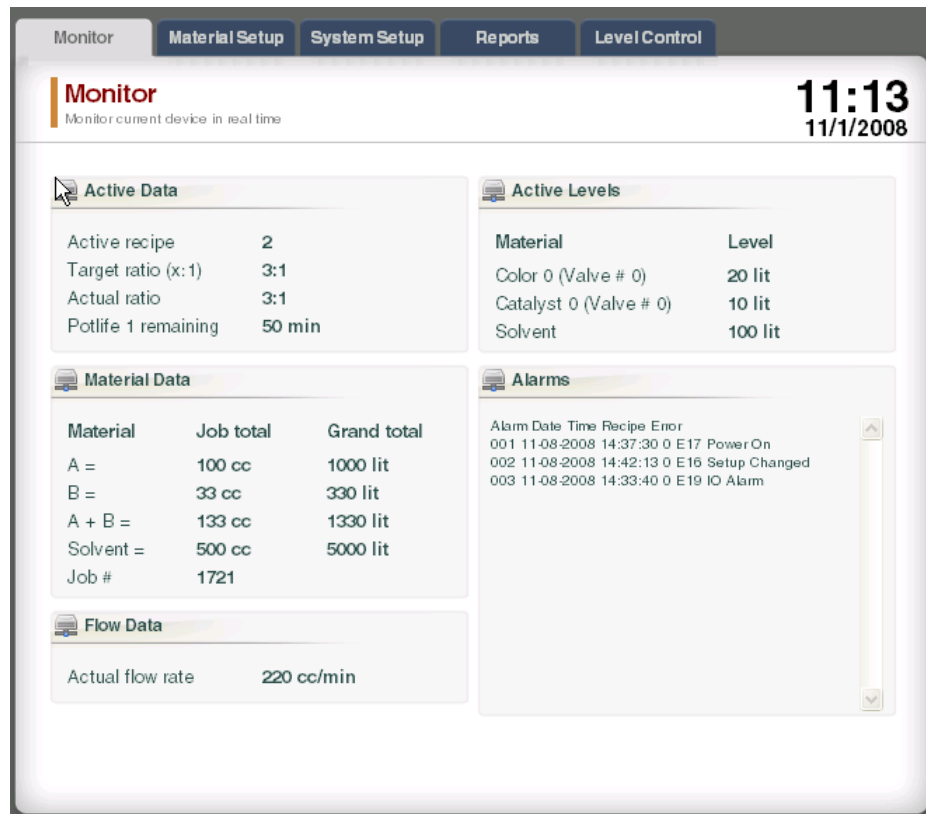 Monitor Material Setup System Setup Reports Level Control
Monitor
Monitor current device in real time
11:13
11/1/2008
Active Data
Active recipe 2
Target ratio (x:1) 3:1
Actual ratio 3:1
Potlife 1 remaining 50 min
Active Levels
Material Level
Color 0 (Valve # 0) 20 lit
Catalyst 0 (Valve # 0) 10 lit
Solvent 100 lit
Material Data
Material Job total Grand total
A = 100 cc 1000 lit
B = 33 cc 330 lit
A + B = 133 cc 1330 lit
Solvent = 500 cc 5000 lit
Job # 1721
Alarms
Alarm Date Time Recipe Error
001 11-08-2008 14:37:30 0 E17 Power On
002 11-08-2008 14:42:13 0 E16 Setup Changed
003 11-08-2008 14:33:40 0 E19 IO Alarm
Flow Data
Actual flow rate 220 cc/min